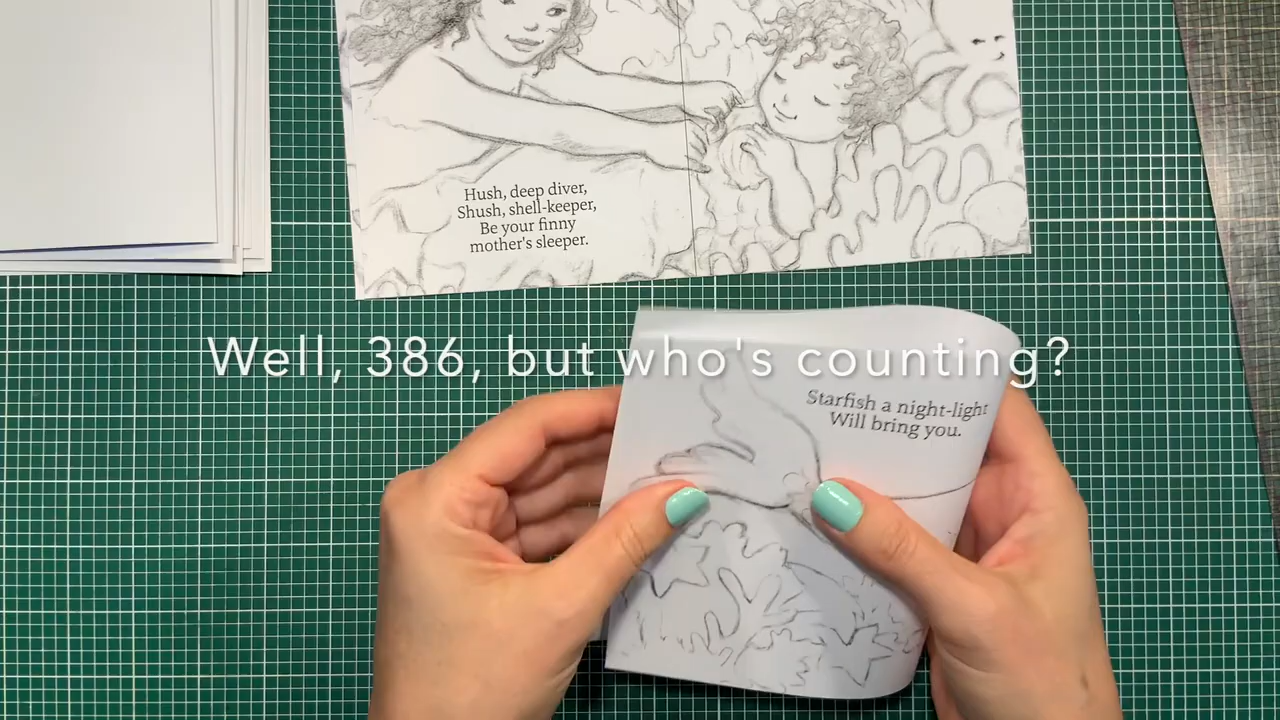 Hush, deep diver,
Shush, shell-keeper,
Be your finny
mother's sleeper.
Well, 386, but who's counting?
Starfish a night-light
Will bring you.